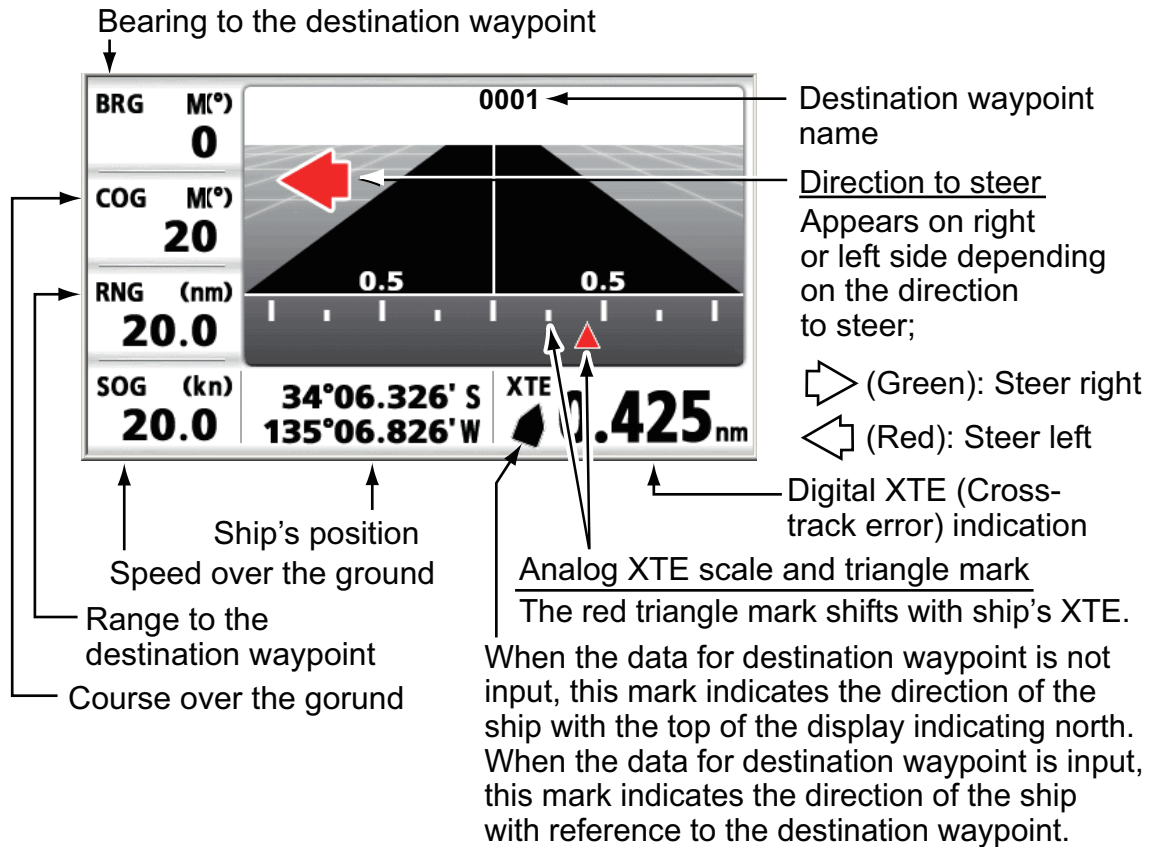 Bearing to the destination waypoint
BRG M(°)
0
COG M(°)
20
RNG (nm)
20.0
SOG (kn)
20.0
0001
0.5 0.5
34°06.326' S
135°06.826' W
XTE
0.425nm
Destination waypoint
name
Direction to steer
Appears on right
or left side depending
on the direction
to steer;
(Green): Steer right
(Red): Steer left
Digital XTE (Cross-
track error) indication
Ship's position
Speed over the ground
Range to the
destination waypoint
Course over the gorund
Analog XTE scale and triangle mark
The red triangle mark shifts with ship's XTE.
When the data for destination waypoint is not
input, this mark indicates the direction of the
ship with the top of the display indicating north.
When the data for destination waypoint is input,
this mark indicates the direction of the ship
with reference to the destination waypoint.